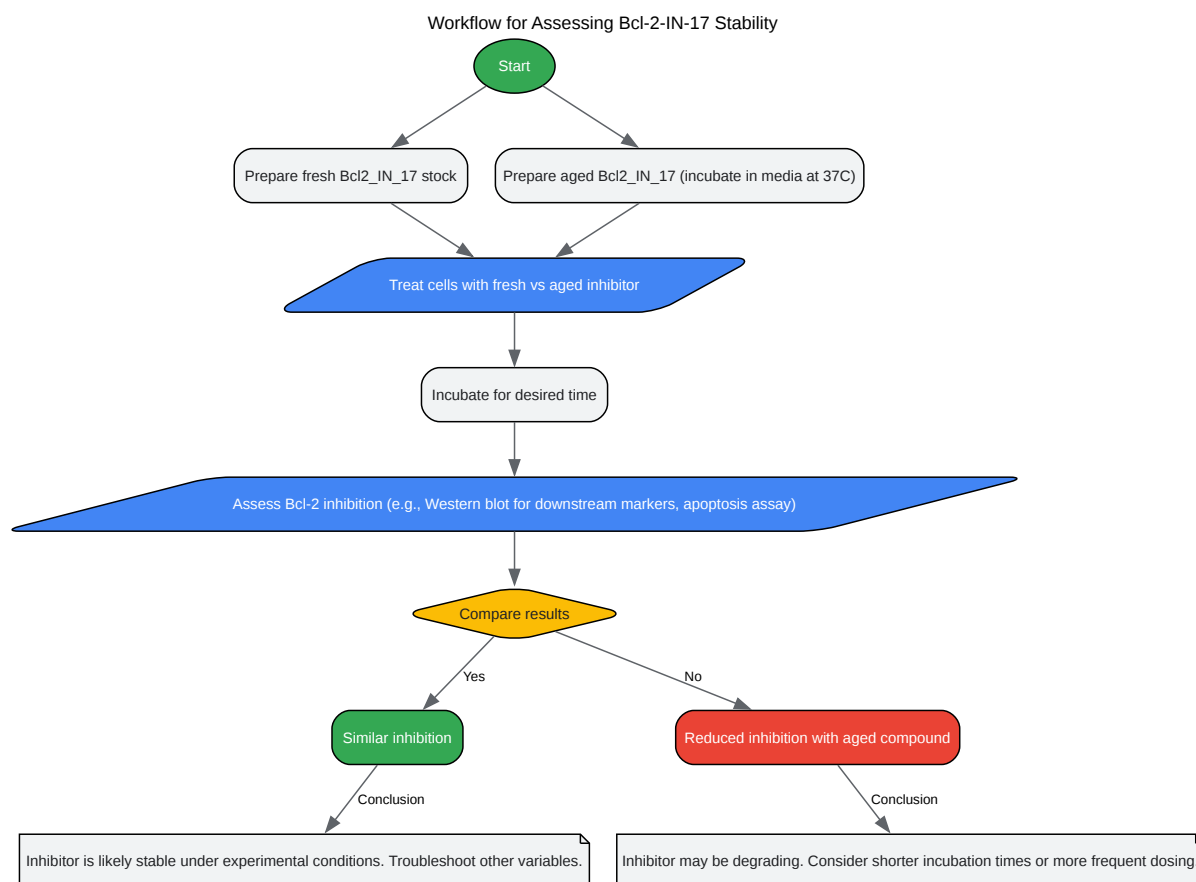 Workflow for Assessing Bcl-2-IN-17 Stability
Start
Prepare fresh Bcl2_IN_17 stock
Prepare aged Bcl2_IN_17 (incubate in media at 37C)
Treat cells with fresh vs aged inhibitor
Incubate for desired time
Assess Bcl-2 inhibition (e.g., Western blot for downstream markers, apoptosis assay)
Compare results
Yes
No
Similar inhibition
Reduced inhibition with aged compound
Conclusion
Conclusion
Inhibitor is likely stable under experimental conditions. Troubleshoot other variables.
Inhibitor may be degrading. Consider shorter incubation times or more frequent dosing